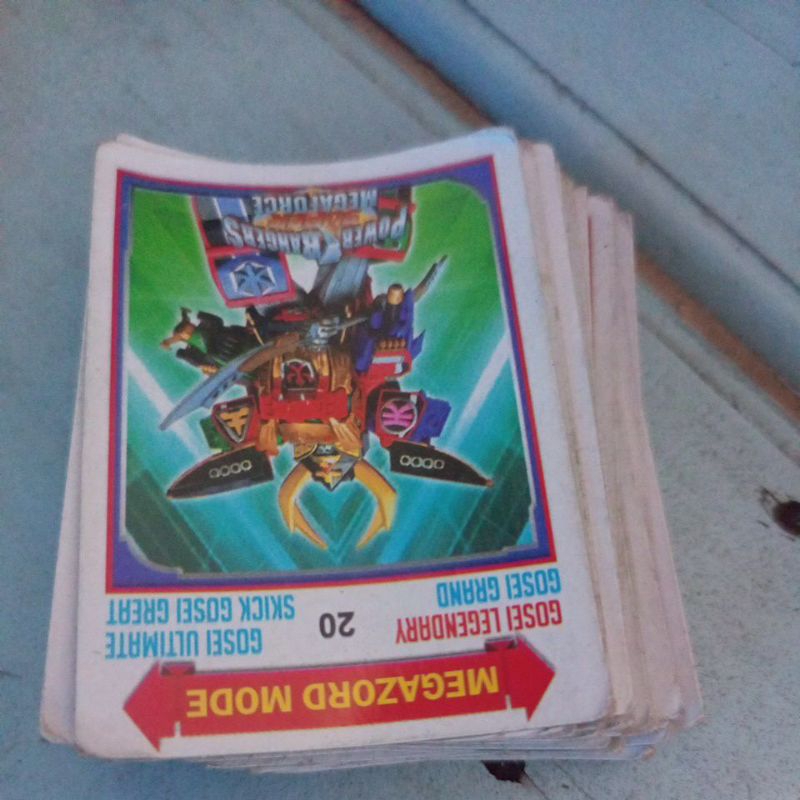 MEGAZORD MODE
GOSEI LEGENDARY
GOSEI GRAND
20
GOSEI ULTIMATE
SKICK GOSEI GREAT
POWER RANGERS
MEGAFORCE